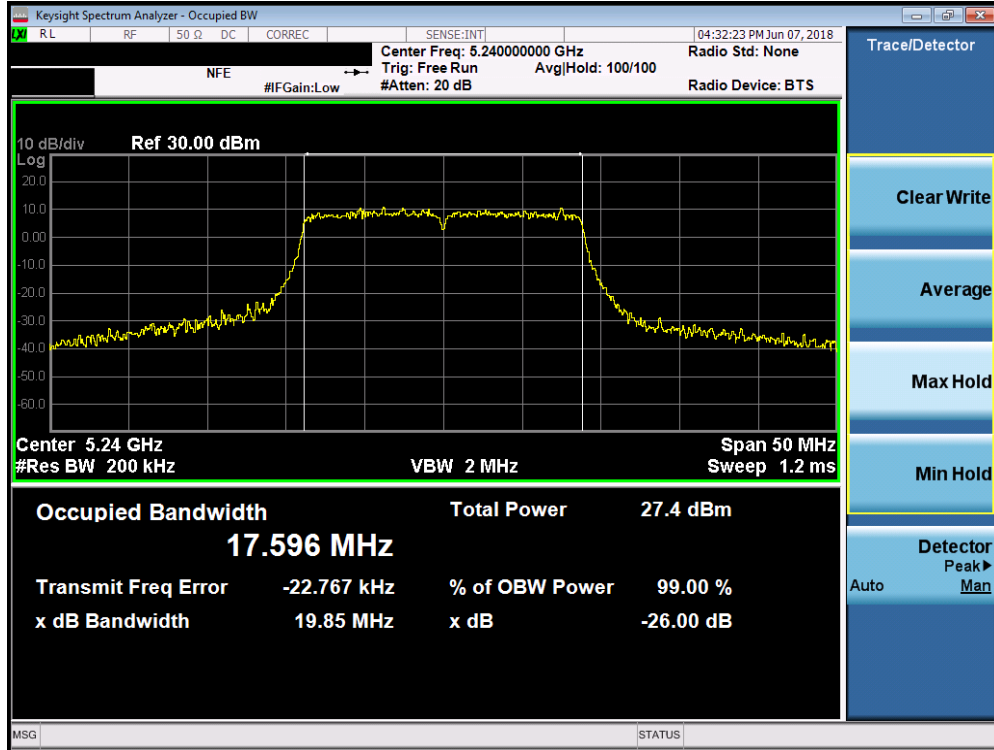 Keysight Spectrum Analyzer - Occupied BW
LXI RL RF 50 Ω DC CORREC SENSE:INT 04:32:23 PM Jun 07, 2018
Center Freq: 5.240000000 GHz Radio Std: None
NFE Trig: Free Run Avg|Hold: 100/100
#IFGain:Low #Atten: 20 dB Radio Device: BTS
10 dB/div Ref 30.00 dBm
Log
20.0
10.0
0.00
-10.0
-20.0
-30.0
-40.0
-50.0
-60.0
Center 5.24 GHz Span 50 MHz
#Res BW 200 kHz VBW 2 MHz Sweep 1.2 ms
Occupied Bandwidth Total Power 27.4 dBm
17.596 MHz
Transmit Freq Error -22.767 kHz % of OBW Power 99.00 %
x dB Bandwidth 19.85 MHz x dB -26.00 dB
MSG STATUS
Trace/Detector
Clear Write
Average
Max Hold
Min Hold
Detector
Peak▶
Auto Man